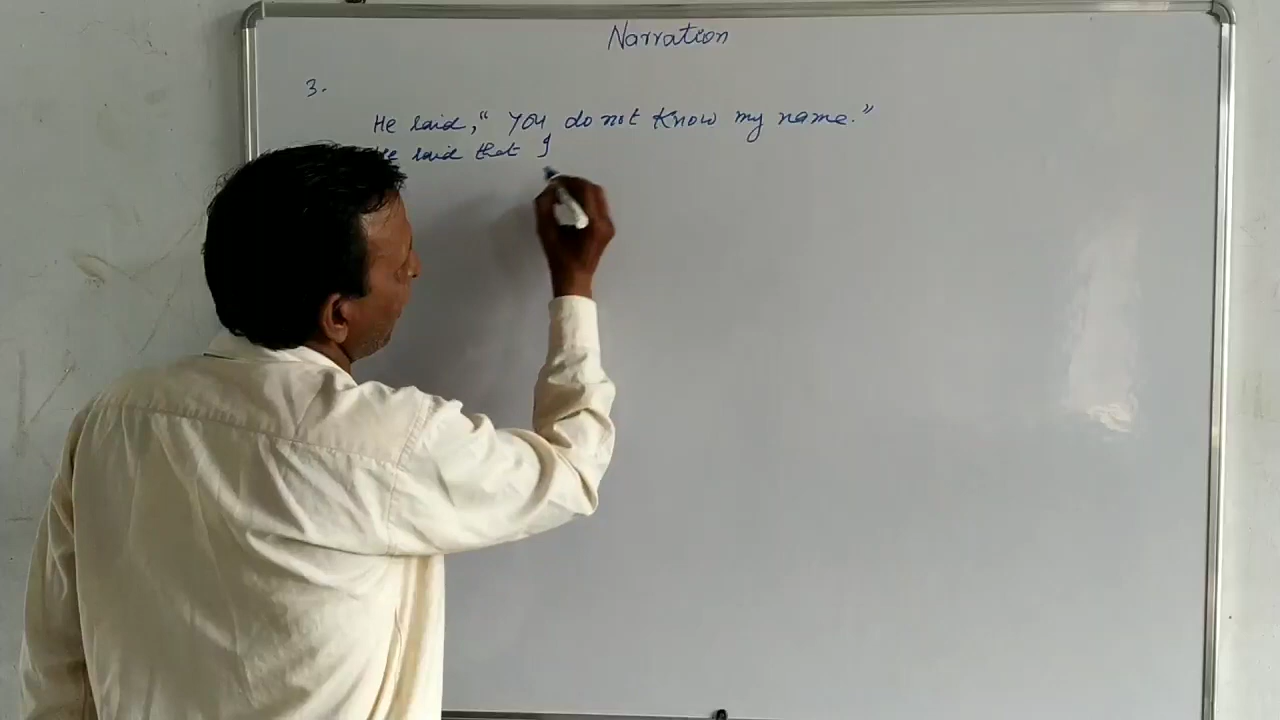 Narration
3.
He said, "You do not know my name."
He said that I